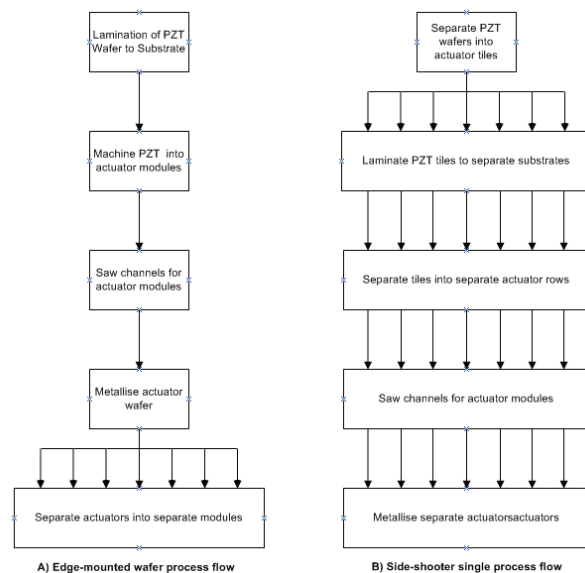 Lamination of PZT
Wafer to Substrate
Machine PZT into
actuator modules
Saw channels for
actuator modules
Metallise actuator
wafer
Separate actuators into separate modules
A) Edge-mounted wafer process flow
Separate PZT
wafers into
actuator tiles
Laminate PZT tiles to separate substrates
Separate tiles into separate actuator rows
Saw channels for actuator modules
Metallise separate actuatorsactuators
B) Side-shooter single process flow